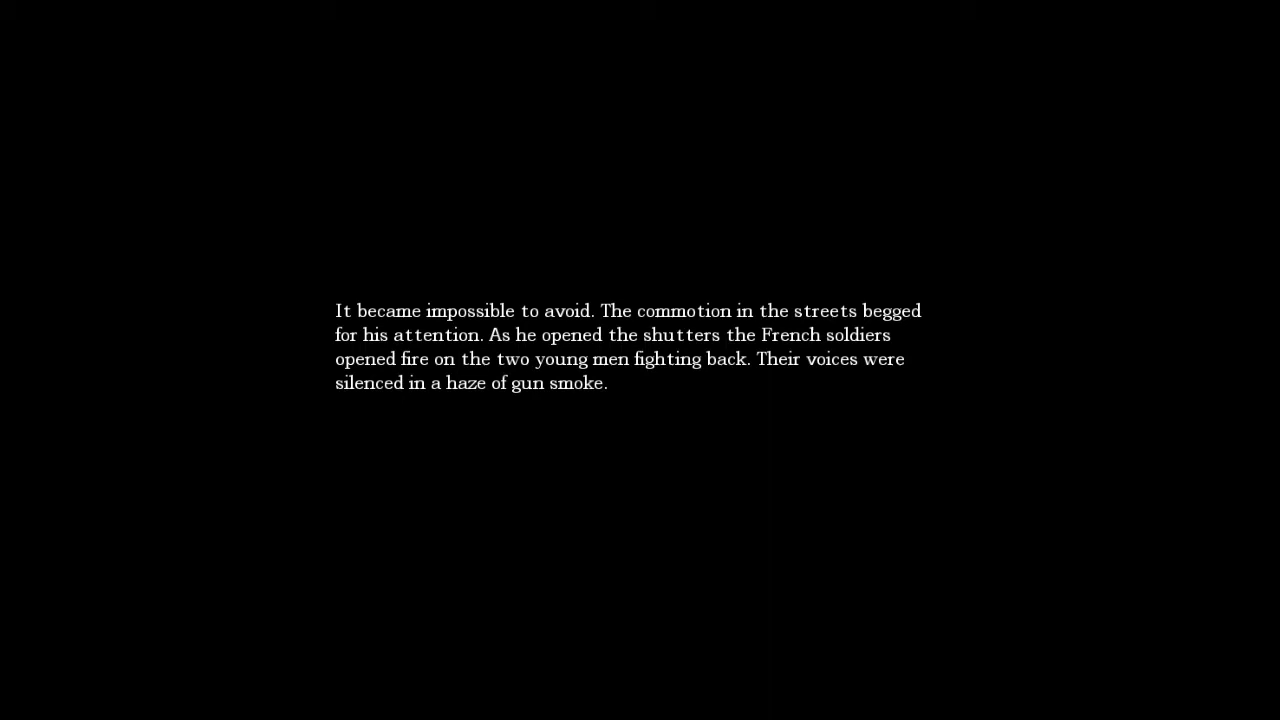 It became impossible to avoid. The commotion in the streets begged
for his attention. As he opened the shutters the French soldiers
opened fire on the two young men fighting back. Their voices were
silenced in a haze of gun smoke.